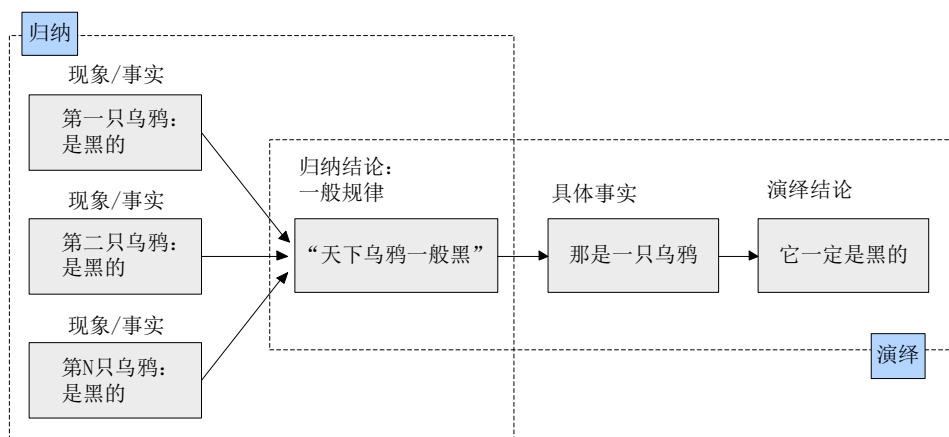 归纳
现象/事实
第一只乌鸦：
是黑的
现象/事实
第二只乌鸦：
是黑的
现象/事实
第N只乌鸦：
是黑的
归纳结论：
一般规律
“天下乌鸦一般黑”
具体事实
那是一只乌鸦
演绎结论
它一定是黑的
演绎